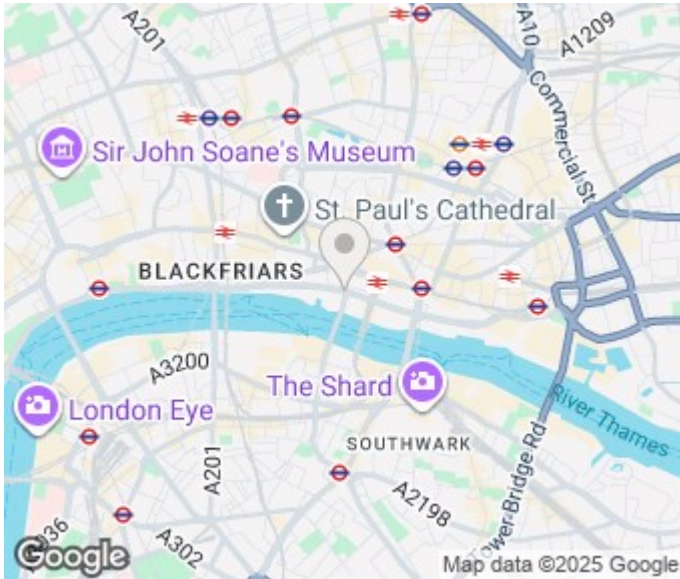 A201
A10
A1209
Commercial St
Sir John Soane's Museum
St. Paul's Cathedral
BLACKFRIARS
A3200
The Shard
London Eye
River Thames
A201
SOUTHWARK
Tower Bridge Rd
A2198
A302
Google
Map data ©2025 Google